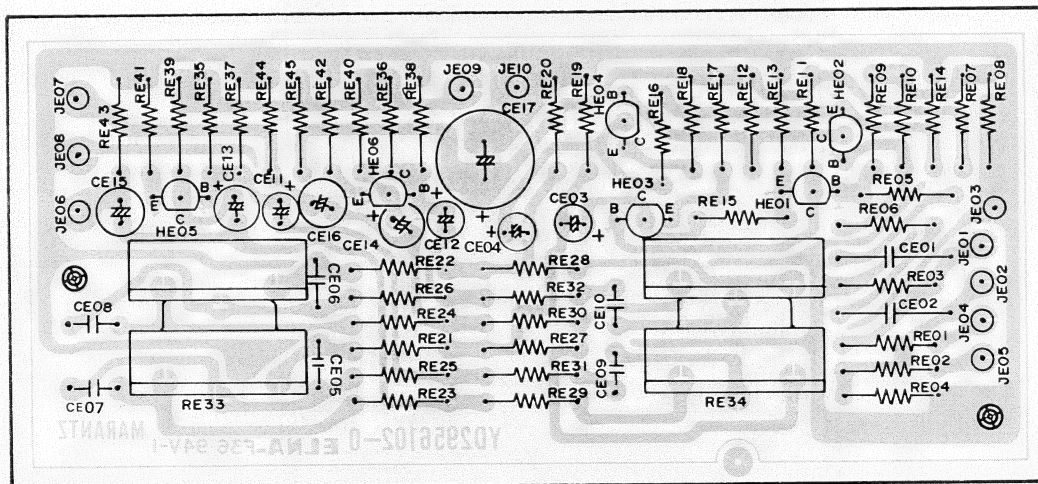 JE07
RE43
RE41
RE39
RE35
RE37
RE44
RE45
RE42
RE40
RE36
RE38
JE09
JE10
CE17
RE20
RE19
HE04
B
C
E
RE16
RE18
RE17
RE12
RE13
RE11
HE02
E
C
B
RE09
RE10
RE14
RE07
RE08
JE08
CE15
JE06
E
C
B
HE05
CE13
+
CE11
+
CE16
HE06
E
C
B
+
CE14
+
CE12
+
CE04
+
CE03
+
HE03
B
C
E
RE15
HE01
E
B
C
RE05
RE06
JE03
CE01
JE01
RE03
JE02
CE02
JE04
RE01
RE02
RE04
JE05
CE08
CE07
CE06
CE05
RE33
RE22
RE26
RE24
RE21
RE25
RE23
RE28
RE32
RE30
RE27
RE31
RE29
CE10
CE09
RE34
YD2956102-0 ELNA-F36 94V-1 MARANTZ